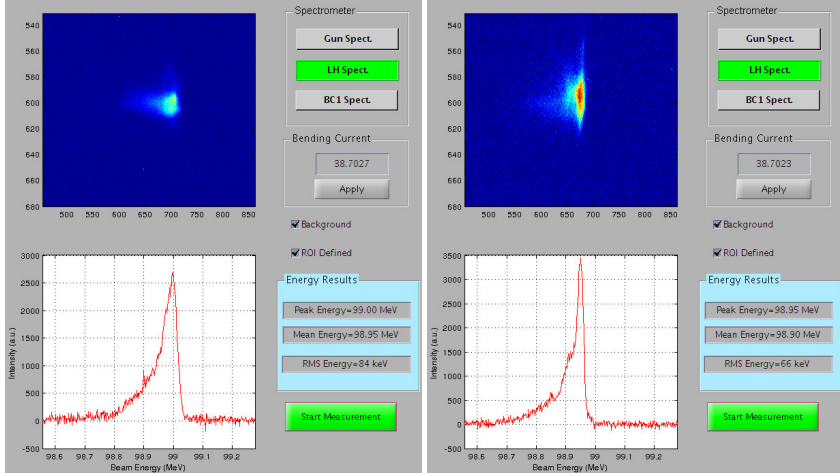 Spectrometer
Gun Spect.
LH Spect.
BC1 Spect.
540
560
580
600
620
640
660
680
500 550 600 650 700 750 800 850
Bending Current
38.7027
Apply
Background
ROI Defined
Energy Results
Peak Energy=99.00 MeV
Mean Energy=98.95 MeV
RMS Energy=84 keV
Start Measurement
3000
2500
2000
1500
1000
500
0
-500
Intensity (a.u.)
98.6 98.7 98.8 98.9 99 99.1 99.2
Beam Energy (MeV)
Spectrometer
Gun Spect.
LH Spect.
BC1 Spect.
540
560
580
600
620
640
660
680
500 550 600 650 700 750 800 850
Bending Current
38.7023
Apply
Background
ROI Defined
Energy Results
Peak Energy=98.95 MeV
Mean Energy=98.90 MeV
RMS Energy=66 keV
Start Measurement
3500
3000
2500
2000
1500
1000
500
0
-500
Intensity (a.u.)
98.6 98.7 98.8 98.9 99 99.1 99.2
Beam Energy (MeV)